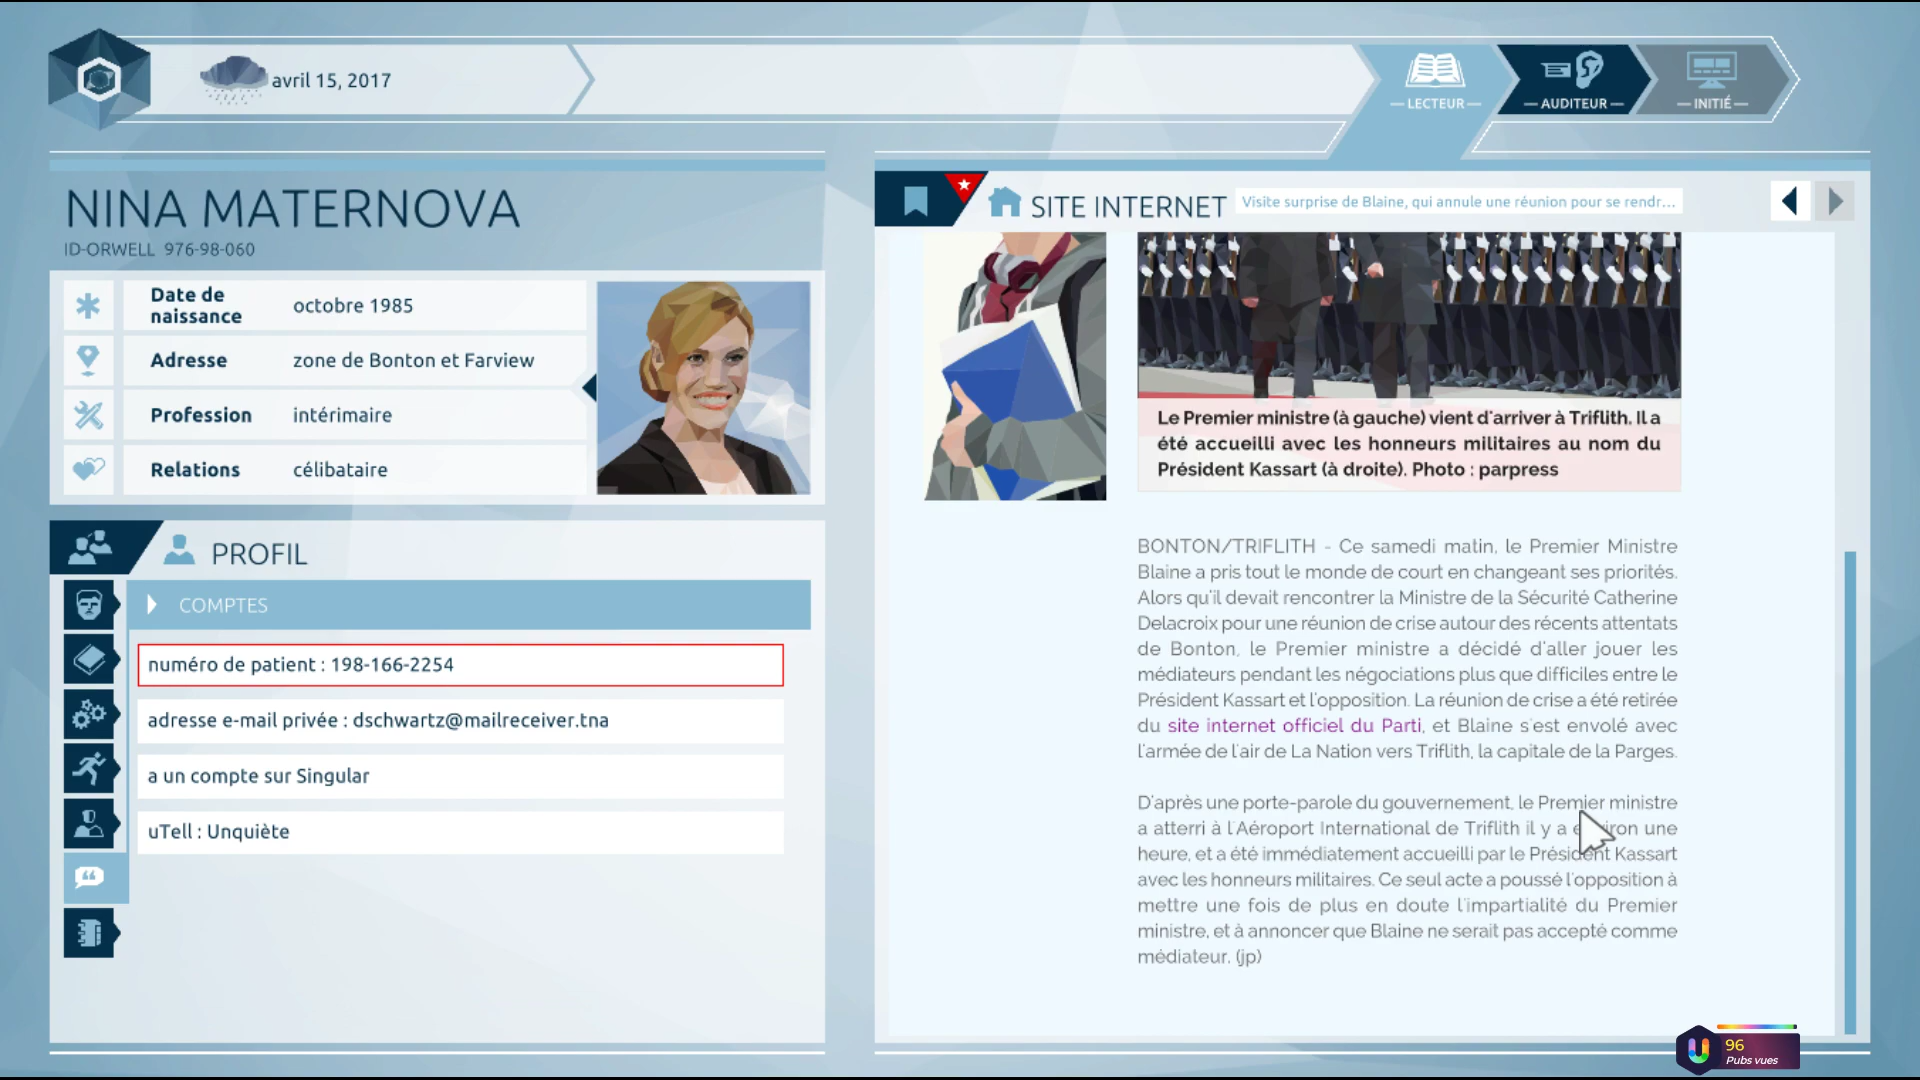 avril 15, 2017
— LECTEUR —
— AUDITEUR —
— INITIÉ —
NINA MATERNOVA
ID-ORWELL 976-98-060
Date de naissance octobre 1985
Adresse zone de Bonton et Farview
Profession intérimaire
Relations célibataire
PROFIL
COMPTES
numéro de patient : 198-166-2254
adresse e-mail privée : dschwartz@mailreceiver.tna
a un compte sur Singular
uTell : Unquiète
SITE INTERNET
Visite surprise de Blaine, qui annule une réunion pour se rendr...
Le Premier ministre (à gauche) vient d'arriver à Triflith. Il a
été accueilli avec les honneurs militaires au nom du
Président Kassart (à droite). Photo : parpress
BONTON/TRIFLITH - Ce samedi matin, le Premier Ministre
Blaine a pris tout le monde de court en changeant ses priorités.
Alors qu'il devait rencontrer la Ministre de la Sécurité Catherine
Delacroix pour une réunion de crise autour des récents attentats
de Bonton, le Premier ministre a décidé d'aller jouer les
médiateurs pendant les négociations plus que difficiles entre le
Président Kassart et l'opposition. La réunion de crise a été retirée
du site internet officiel du Parti, et Blaine s'est envolé avec
l'armée de l'air de La Nation vers Triflith, la capitale de la Parges.
D'après une porte-parole du gouvernement, le Premier ministre
a atterri à l'Aéroport International de Triflith il y a environ une
heure, et a été immédiatement accueilli par le Président Kassart
avec les honneurs militaires. Ce seul acte a poussé l'opposition à
mettre une fois de plus en doute l'impartialité du Premier
ministre, et à annoncer que Blaine ne serait pas accepté comme
médiateur. (jp)
96
Pubs vues